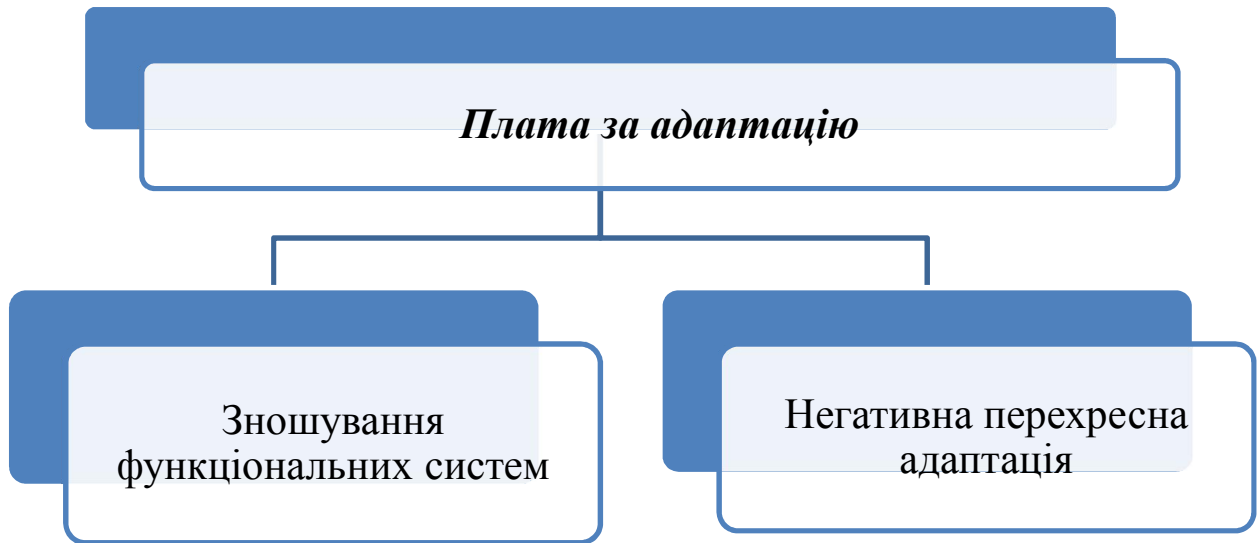 Плата за адаптацію
Зношування
функціональних систем
Негативна перехресна
адаптація